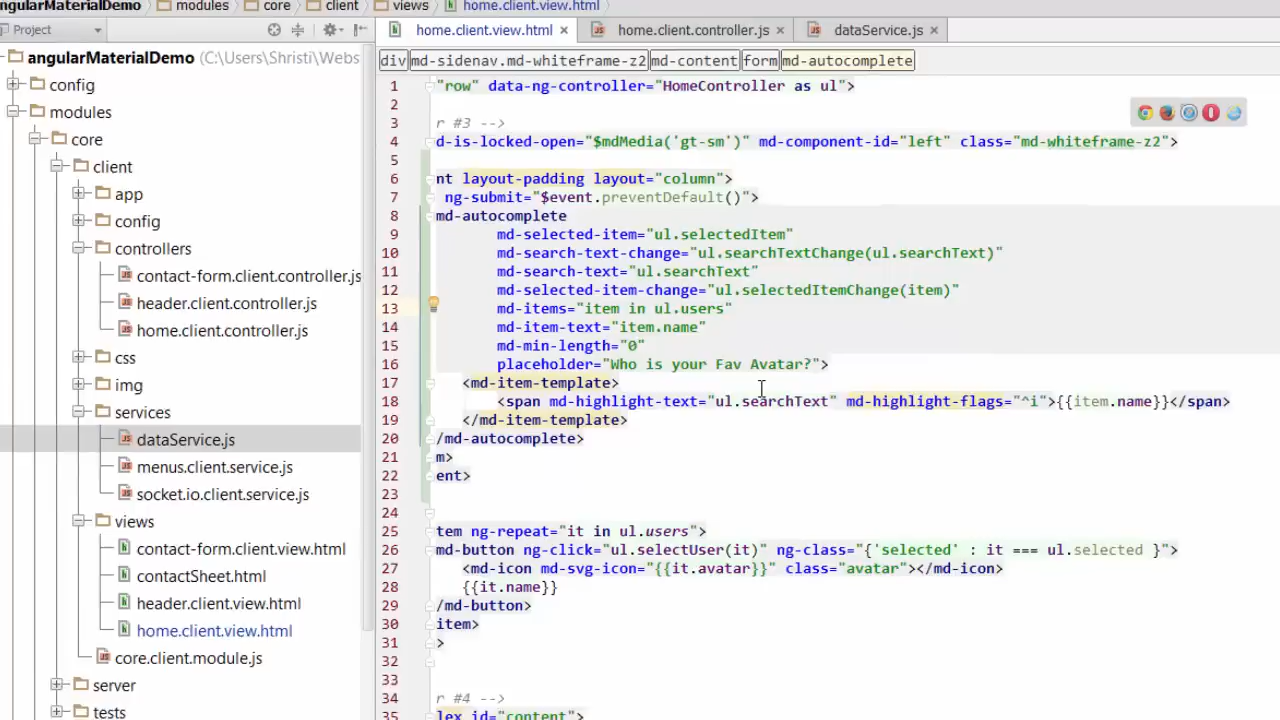 ngularMaterialDemo modules core client views home.client.view.html
Project
home.client.view.html home.client.controller.js dataService.js
angularMaterialDemo (C:\Users\Shristi\Webs
config
modules
core
client
app
config
controllers
contact-form.client.controller.js
header.client.controller.js
home.client.controller.js
css
img
services
dataService.js
menus.client.service.js
socket.io.client.service.js
views
contact-form.client.view.html
contactSheet.html
header.client.view.html
home.client.view.html
core.client.module.js
server
tests
div md-sidenav.md-whiteframe-z2 md-content form md-autocomplete
1 "row" data-ng-controller="HomeController as ul">
2
3 r #3 -->
4 d-is-locked-open="$mdMedia('gt-sm')" md-component-id="left" class="md-whiteframe-z2">
5
6 nt layout-padding layout="column">
7 ng-submit="$event.preventDefault()">
8 md-autocomplete
9 md-selected-item="ul.selectedItem"
10 md-search-text-change="ul.searchTextChange(ul.searchText)"
11 md-search-text="ul.searchText"
12 md-selected-item-change="ul.selectedItemChange(item)"
13 md-items="item in ul.users"
14 md-item-text="item.name"
15 md-min-length="0"
16 placeholder="Who is your Fav Avatar?">
17 <md-item-template>
18 <span md-highlight-text="ul.searchText" md-highlight-flags="^i">{{item.name}}</span>
19 </md-item-template>
20 /md-autocomplete>
21 m>
22 ent>
23
24
25 tem ng-repeat="it in ul.users">
26 md-button ng-click="ul.selectUser(it)" ng-class="{'selected' : it === ul.selected }">
27 <md-icon md-svg-icon="{{it.avatar}}" class="avatar"></md-icon>
28 {{it.name}}
29 /md-button>
30 item>
31 >
32
33
34 r #4 -->
35 lex id="content">